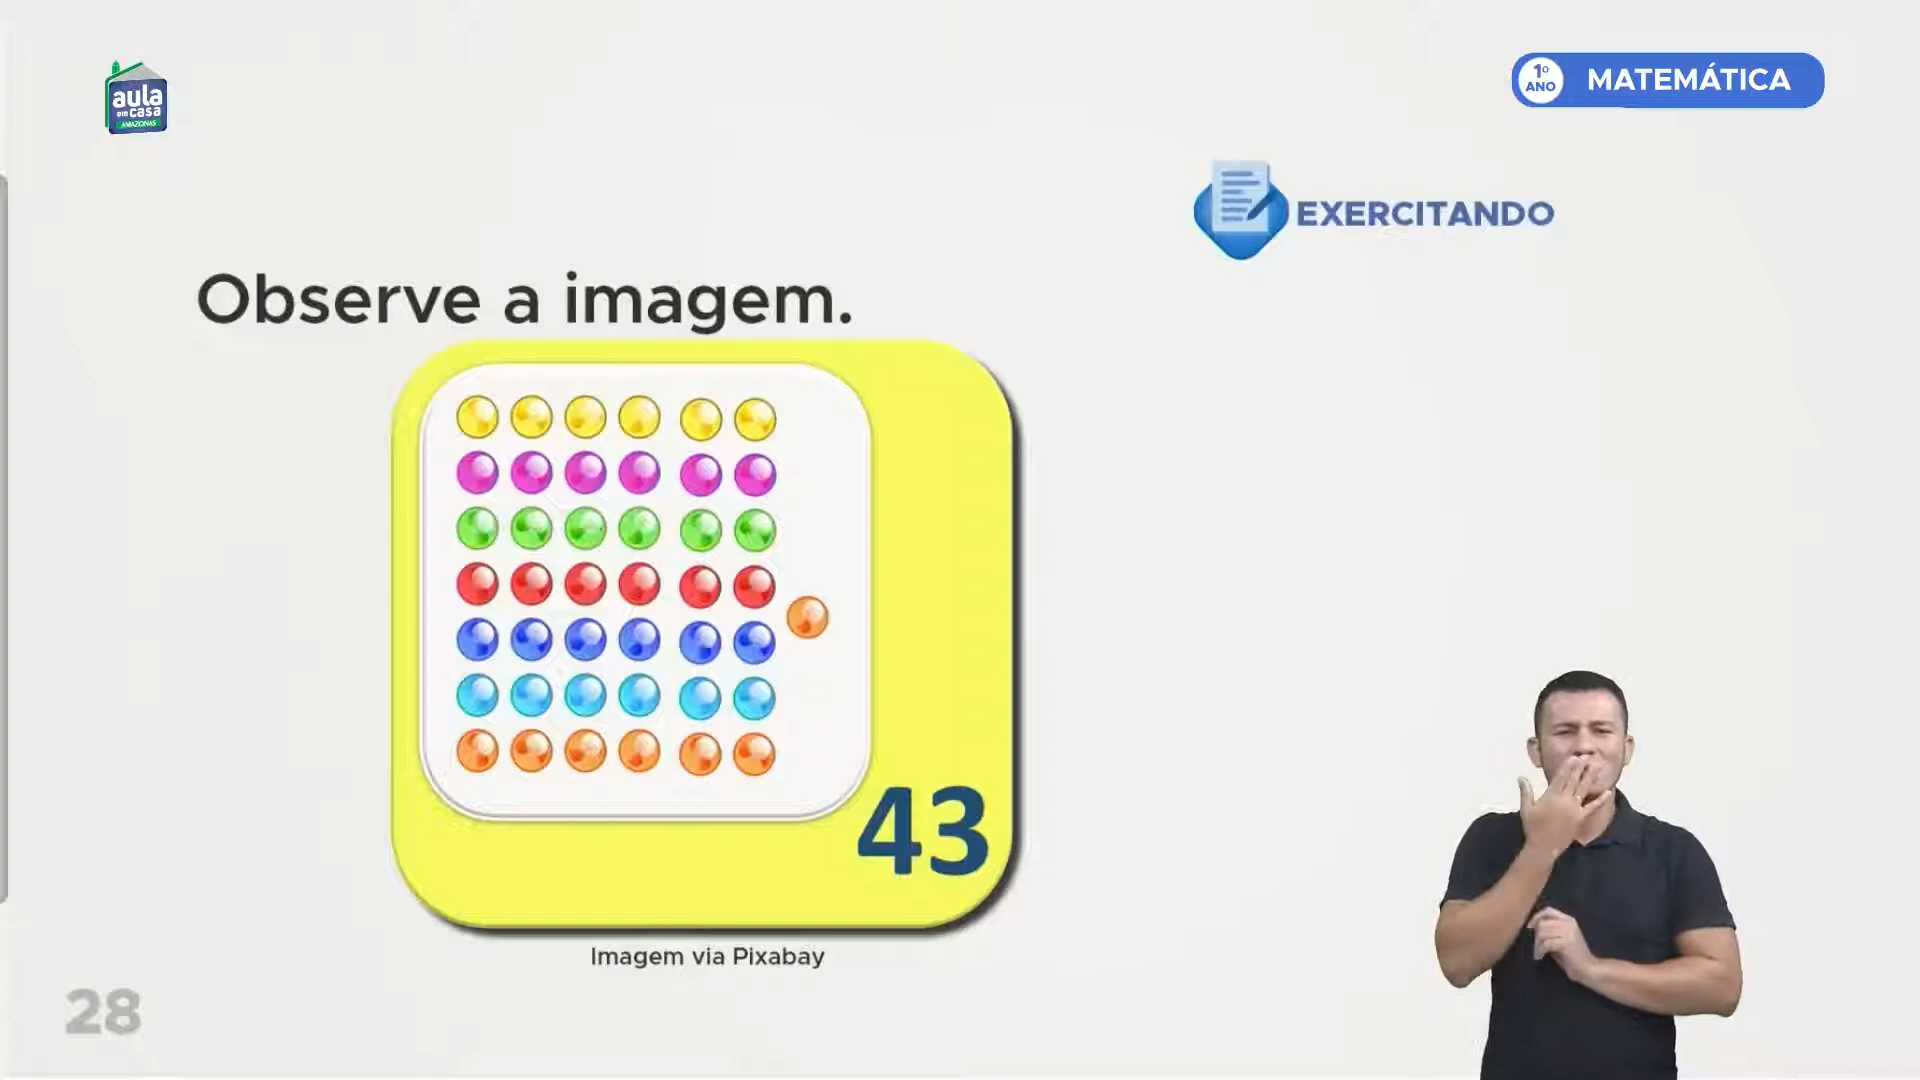 aula
em casa
AMAZONAS
1º
ANO
MATEMÁTICA
EXERCITANDO
Observe a imagem.
43
Imagem via Pixabay
28